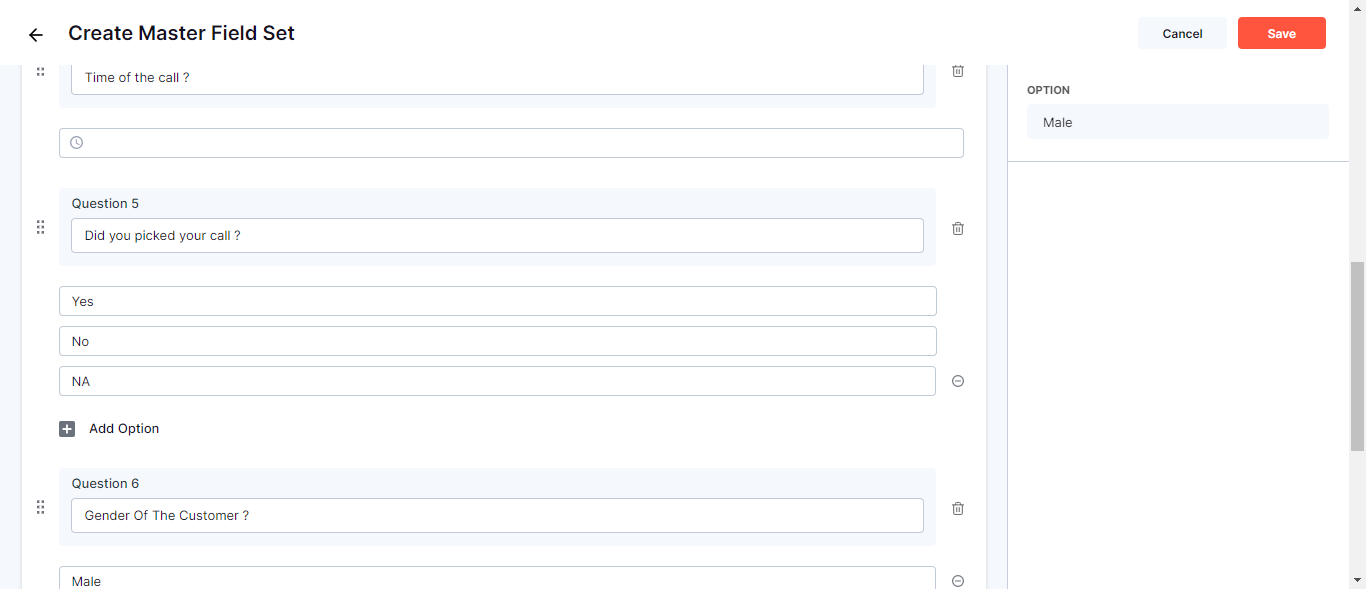 Create Master Field Set
Cancel
Save
Time of the call ?
Question 5
Did you picked your call ?
Yes
No
NA
Add Option
Question 6
Gender Of The Customer ?
Male
OPTION
Male